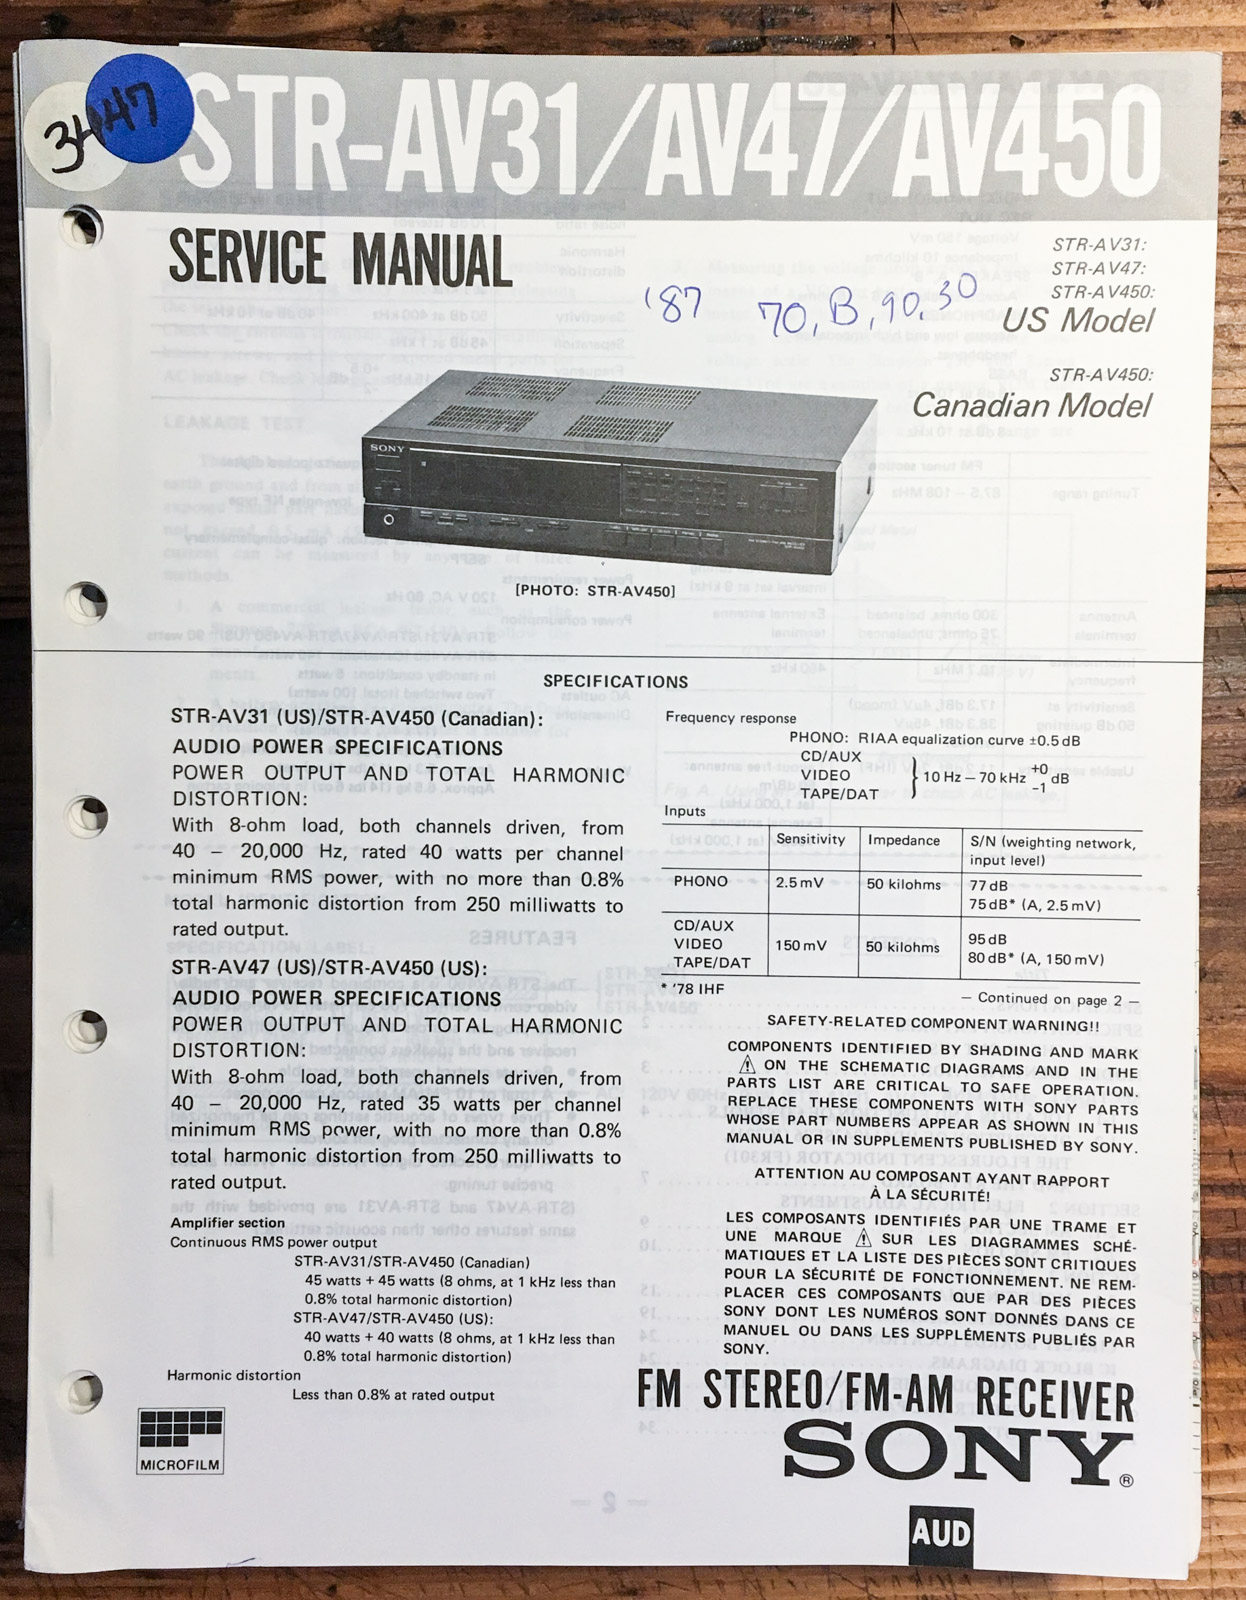 3447
STR-AV31/AV47/AV450
SERVICE MANUAL
STR-AV31:
STR-AV47:
STR-AV450:
US Model
'87 70, B, 90, 30
STR-AV450:
Canadian Model
SONY
[PHOTO: STR-AV450]
SPECIFICATIONS
STR-AV31 (US)/STR-AV450 (Canadian):
AUDIO POWER SPECIFICATIONS
POWER OUTPUT AND TOTAL HARMONIC
DISTORTION:
With 8-ohm load, both channels driven, from
40 – 20,000 Hz, rated 40 watts per channel
minimum RMS power, with no more than 0.8%
total harmonic distortion from 250 milliwatts to
rated output.
STR-AV47 (US)/STR-AV450 (US):
AUDIO POWER SPECIFICATIONS
POWER OUTPUT AND TOTAL HARMONIC
DISTORTION:
With 8-ohm load, both channels driven, from
40 – 20,000 Hz, rated 35 watts per channel
minimum RMS power, with no more than 0.8%
total harmonic distortion from 250 milliwatts to
rated output.
Amplifier section
Continuous RMS power output
STR-AV31/STR-AV450 (Canadian)
45 watts + 45 watts (8 ohms, at 1 kHz less than
0.8% total harmonic distortion)
STR-AV47/STR-AV450 (US):
40 watts + 40 watts (8 ohms, at 1 kHz less than
0.8% total harmonic distortion)
Harmonic distortion
Less than 0.8% at rated output
MICROFILM
Frequency response
PHONO: RIAA equalization curve ±0.5 dB
CD/AUX
VIDEO
TAPE/DAT
10 Hz – 70 kHz +0 -1 dB
Inputs
Sensitivity Impedance S/N (weighting network,
input level)
PHONO 2.5 mV 50 kilohms 77 dB
75 dB* (A, 2.5 mV)
CD/AUX
VIDEO
TAPE/DAT
150 mV 50 kilohms 95 dB
80 dB* (A, 150 mV)
* '78 IHF
— Continued on page 2 —
SAFETY-RELATED COMPONENT WARNING!!
COMPONENTS IDENTIFIED BY SHADING AND MARK
⚠ ON THE SCHEMATIC DIAGRAMS AND IN THE
PARTS LIST ARE CRITICAL TO SAFE OPERATION.
REPLACE THESE COMPONENTS WITH SONY PARTS
WHOSE PART NUMBERS APPEAR AS SHOWN IN THIS
MANUAL OR IN SUPPLEMENTS PUBLISHED BY SONY.
ATTENTION AU COMPOSANT AYANT RAPPORT
À LA SÉCURITÉ!
LES COMPOSANTS IDENTIFIÉS PAR UNE TRAME ET
UNE MARQUE ⚠ SUR LES DIAGRAMMES SCHÉ-
MATIQUES ET LA LISTE DES PIÈCES SONT CRITIQUES
POUR LA SÉCURITÉ DE FONCTIONNEMENT. NE REM-
PLACER CES COMPOSANTS QUE PAR DES PIÈCES
SONY DONT LES NUMÉROS SONT DONNÉS DANS CE
MANUEL OU DANS LES SUPPLÉMENTS PUBLIÉS PAR
SONY.
FM STEREO/FM-AM RECEIVER
SONY®
AUD